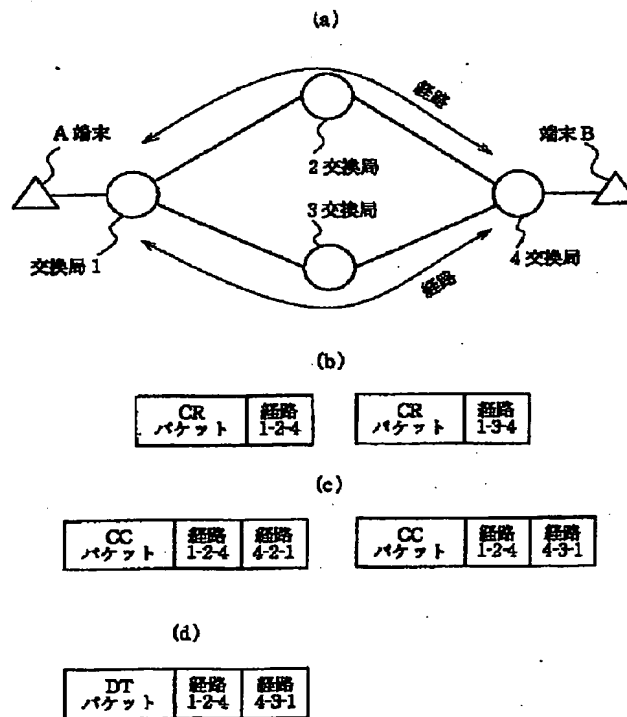 (a)
経路
A 端末
端末 B
2 交換局
3 交換局
交換局 1
4 交換局
経路
(b)
CR
パケット
経路
1-2-4
CR
パケット
経路
1-3-4
(c)
CC
パケット
経路
1-2-4
経路
4-2-1
CC
パケット
経路
1-2-4
経路
4-3-1
(d)
DT
パケット
経路
1-2-4
経路
4-3-1